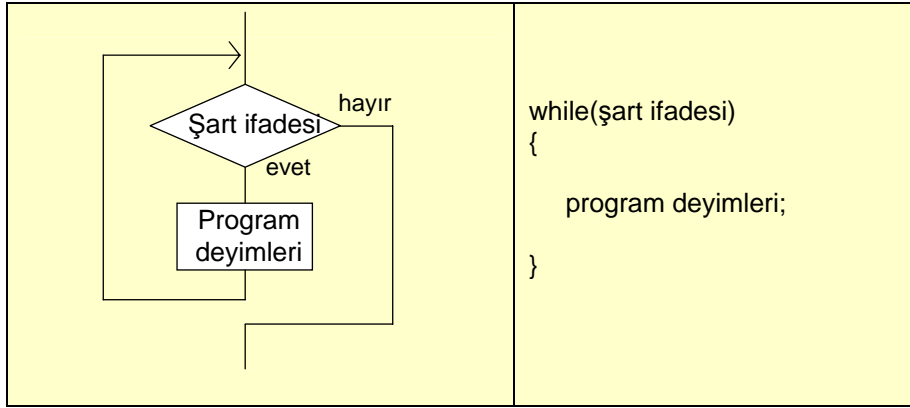 hayır
Şart ifadesi
evet
Program
deyimleri
while(şart ifadesi)
{
program deyimleri;
}